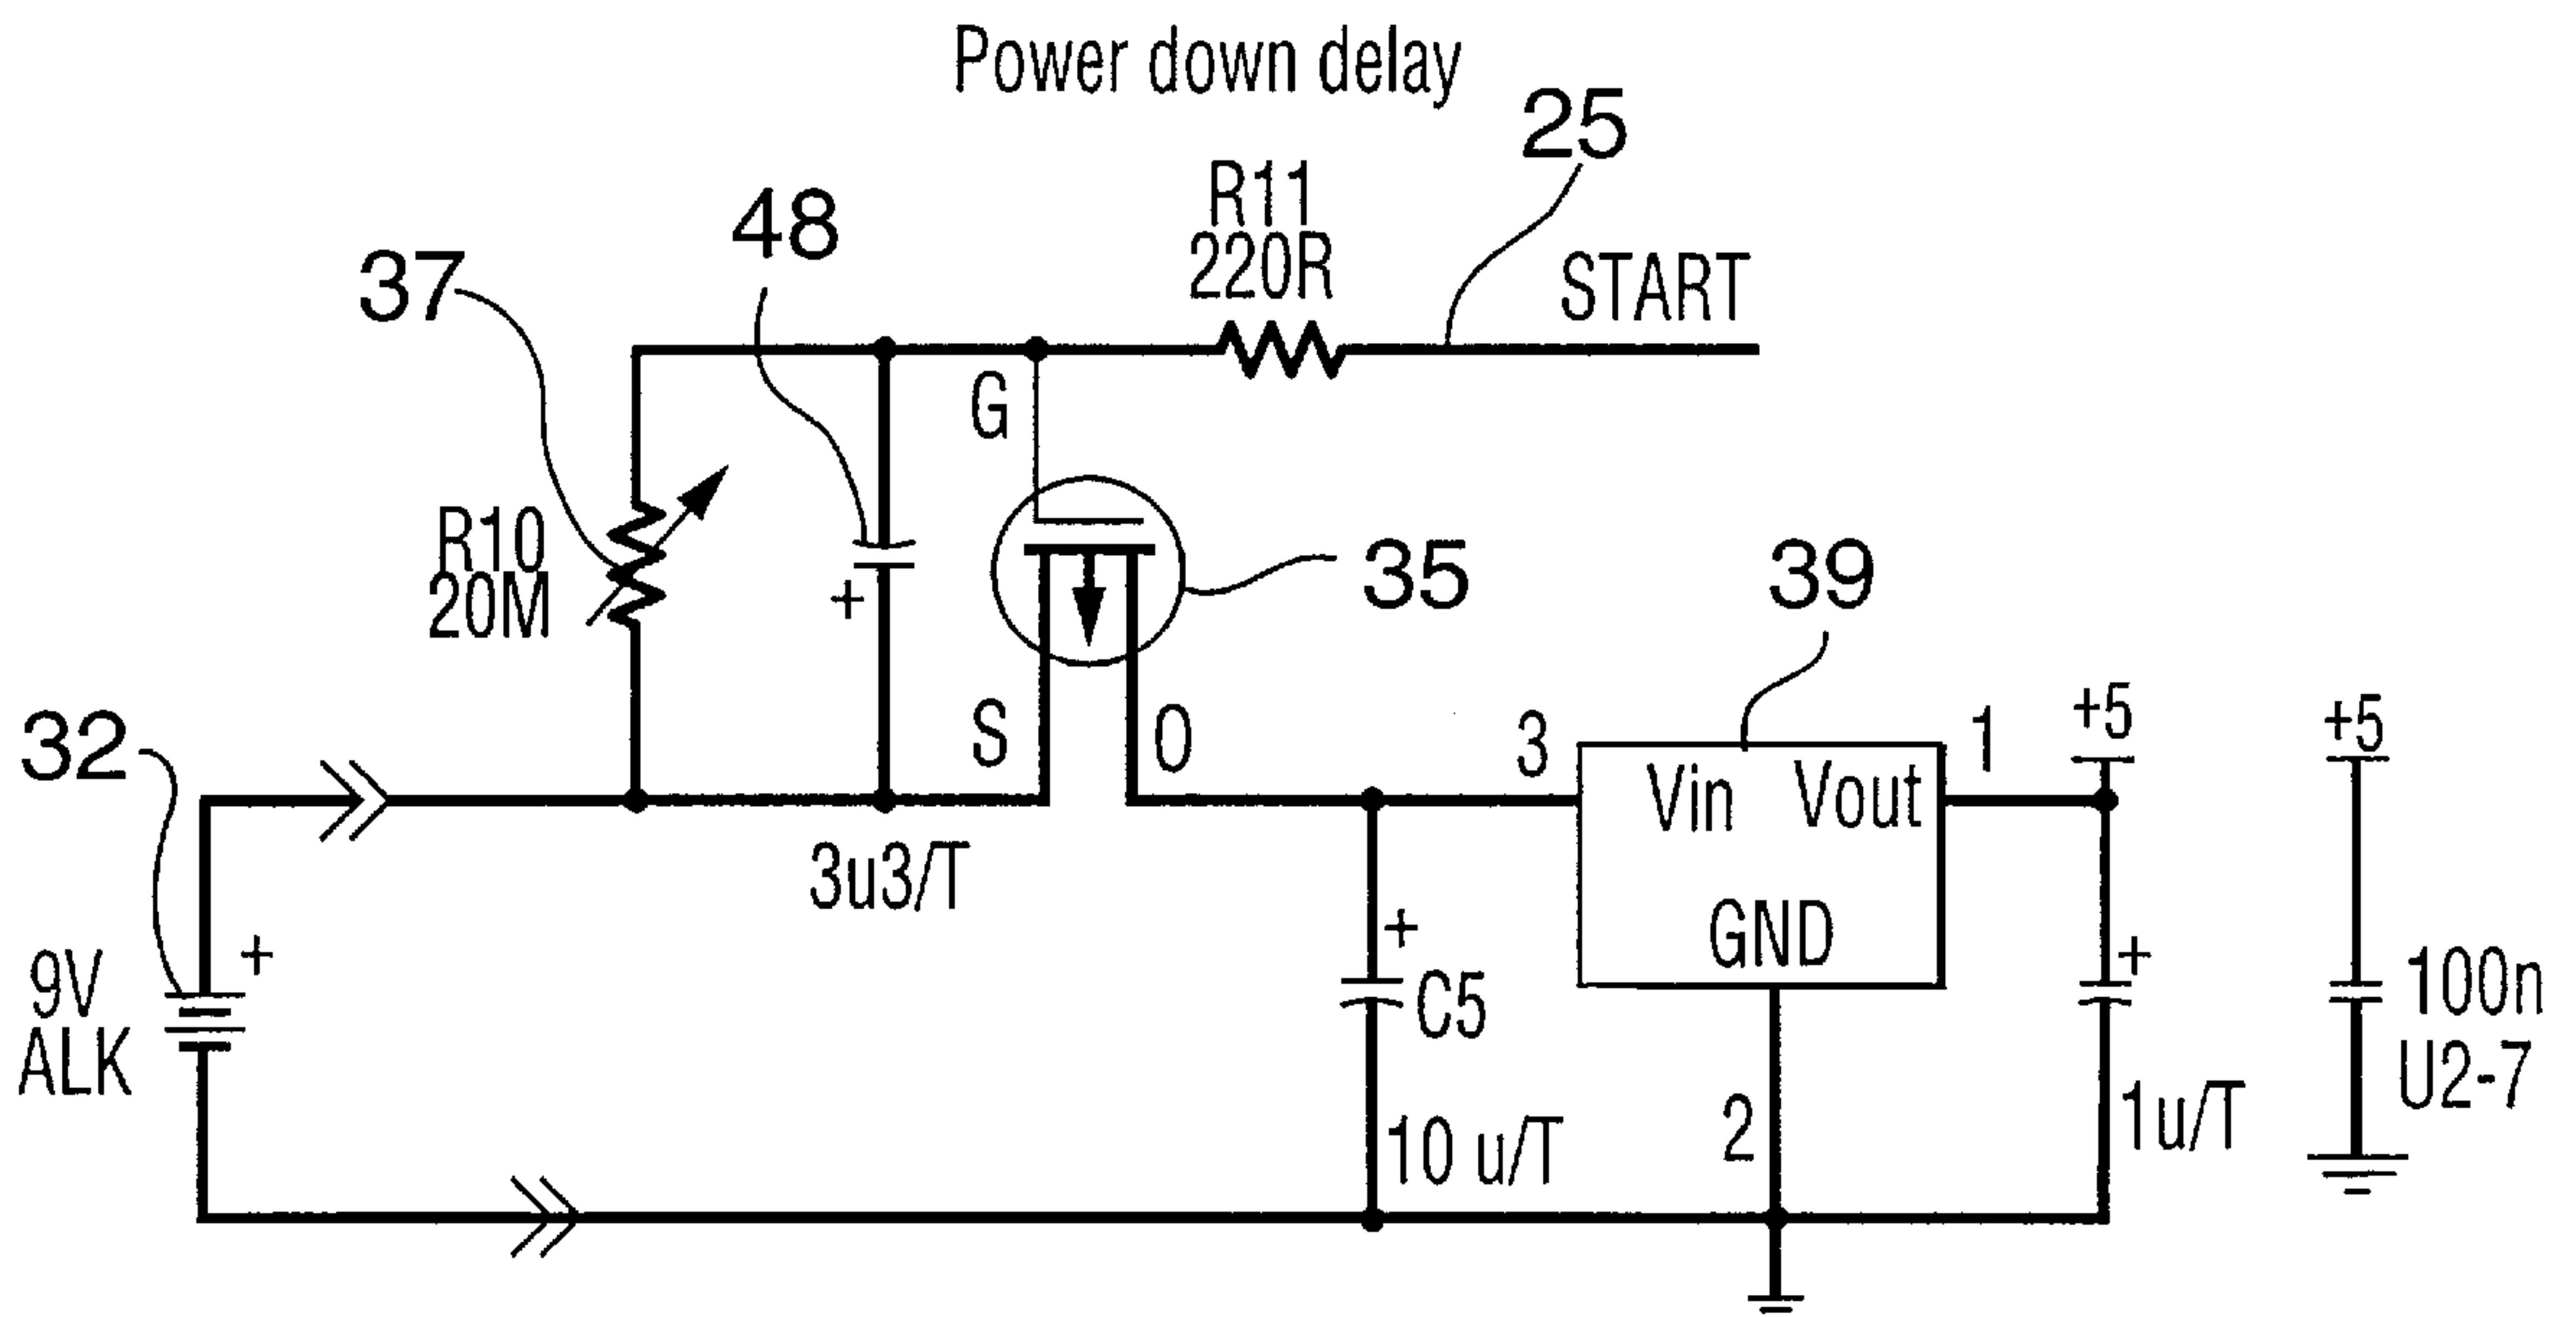 Power down delay
25
R11
220R
START
48
37
G
R10
20M
+
35
39
32
S
O
3
Vin
Vout
1
+5
+5
3u3/T
GND
+
9V
ALK
+
C5
+
100n
U2-7
10 u/T
2
1u/T